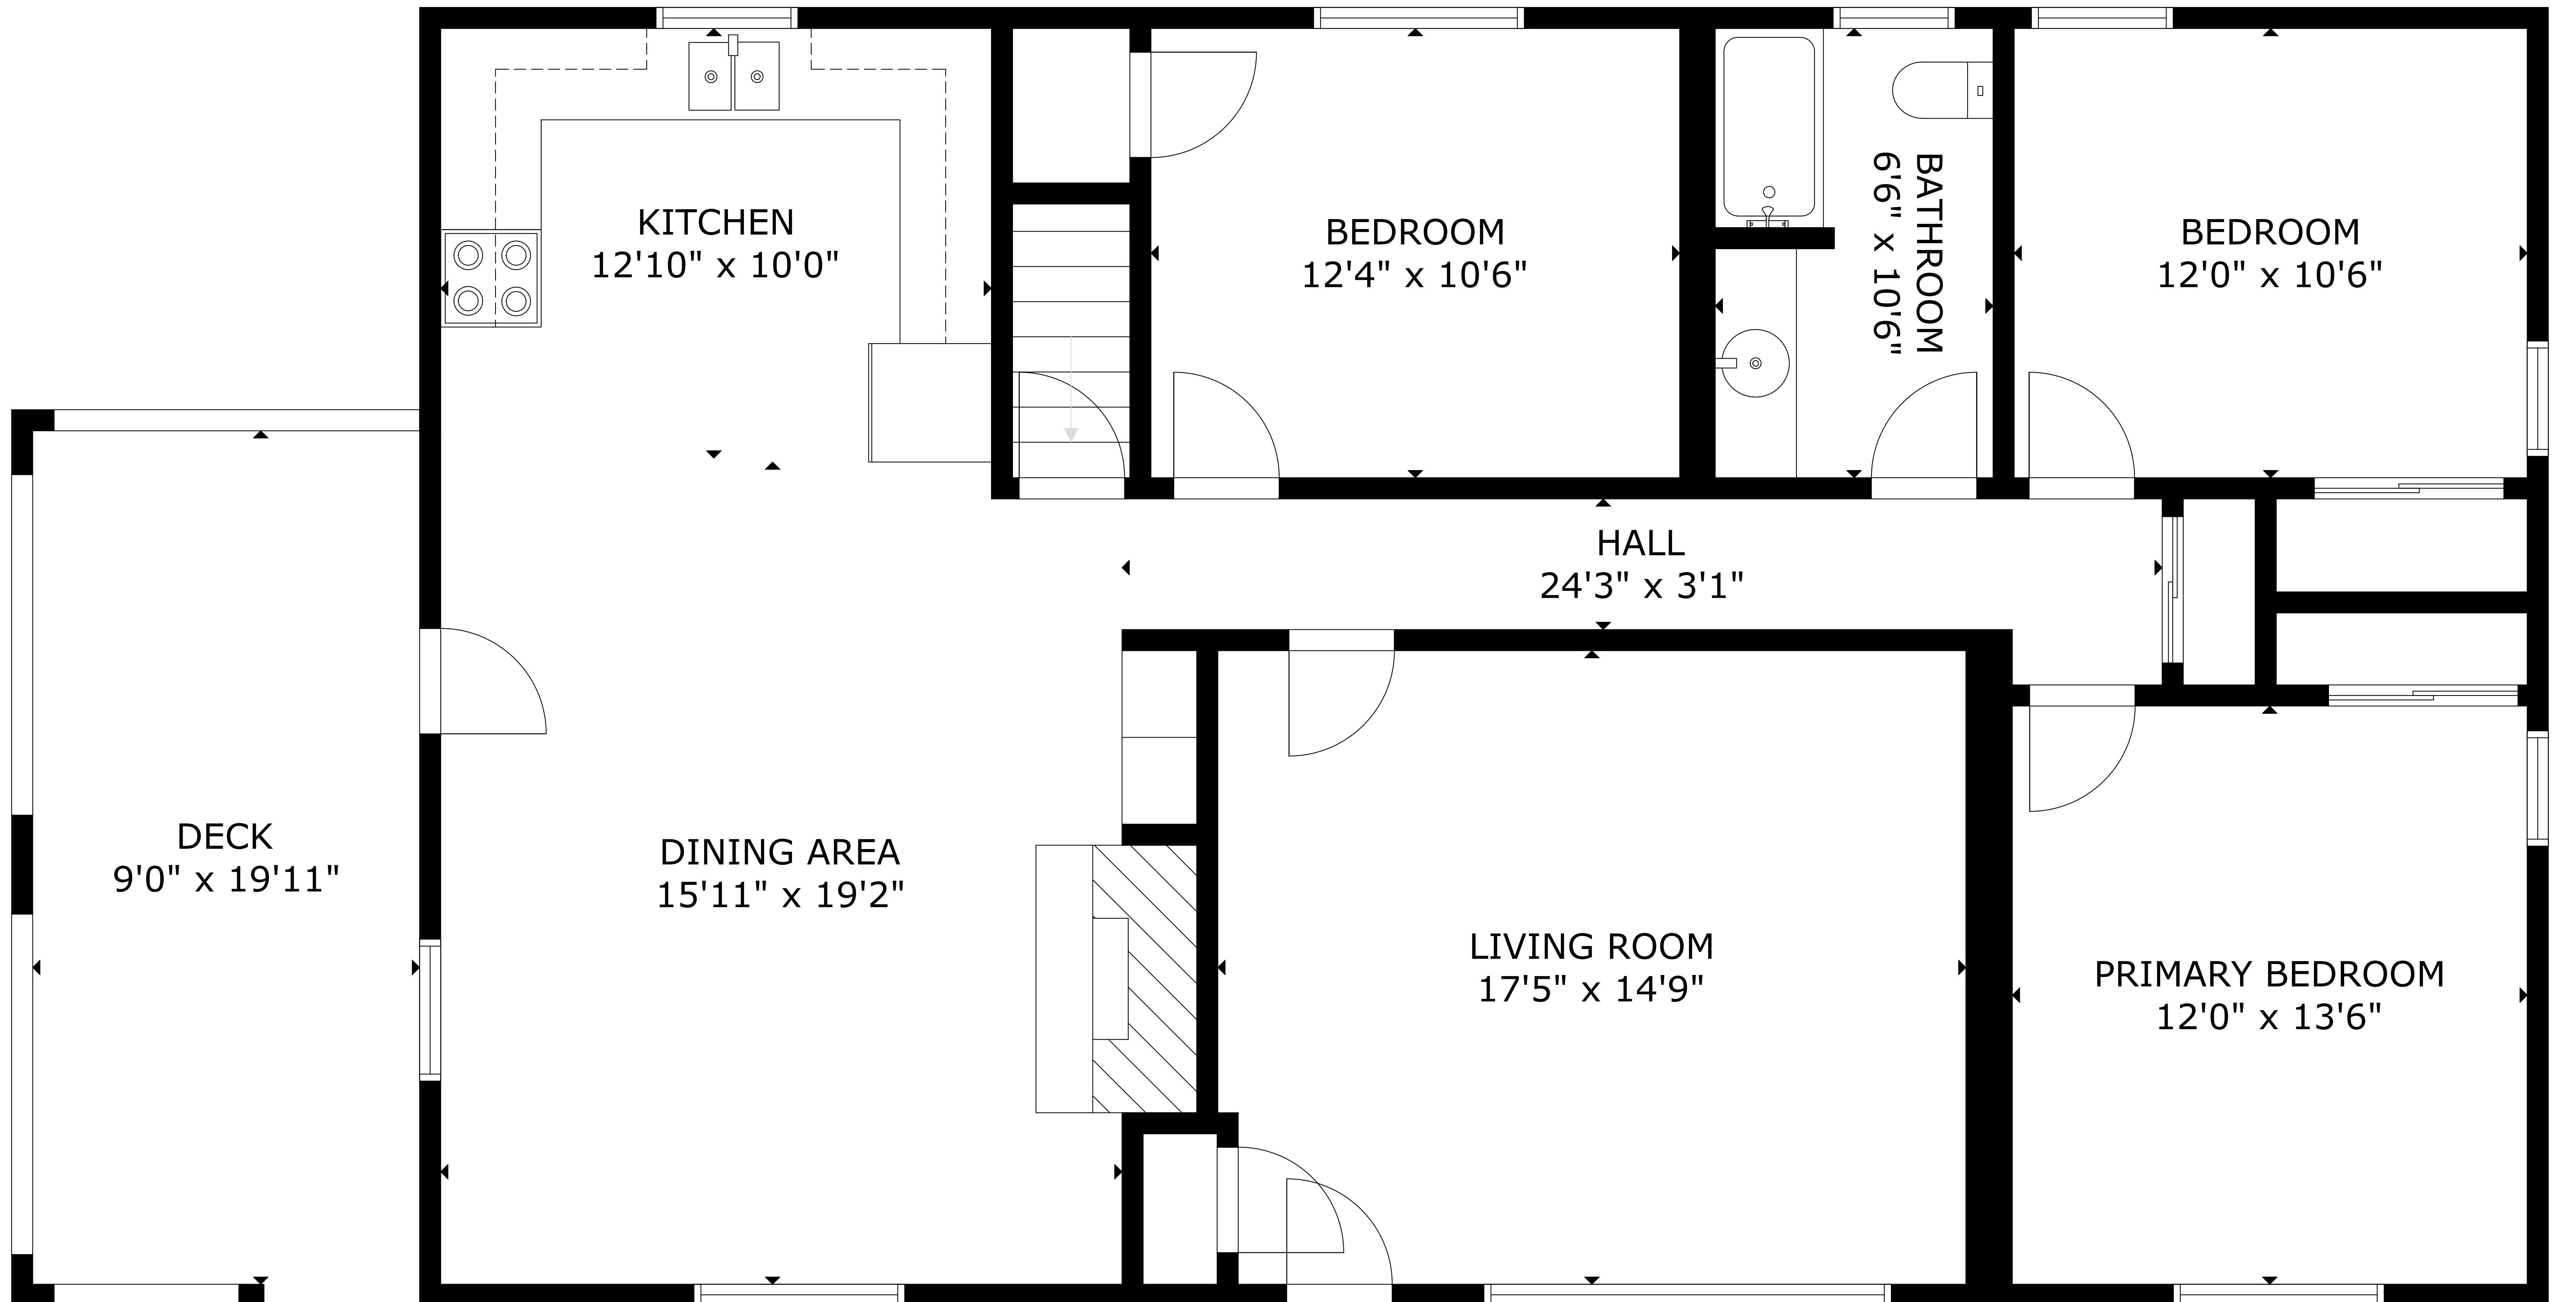 KITCHEN
12'10" x 10'0"
BEDROOM
12'4" x 10'6"
BATHROOM
6'6" x 10'6"
BEDROOM
12'0" x 10'6"
HALL
24'3" x 3'1"
DECK
9'0" x 19'11"
DINING AREA
15'11" x 19'2"
LIVING ROOM
17'5" x 14'9"
PRIMARY BEDROOM
12'0" x 13'6"